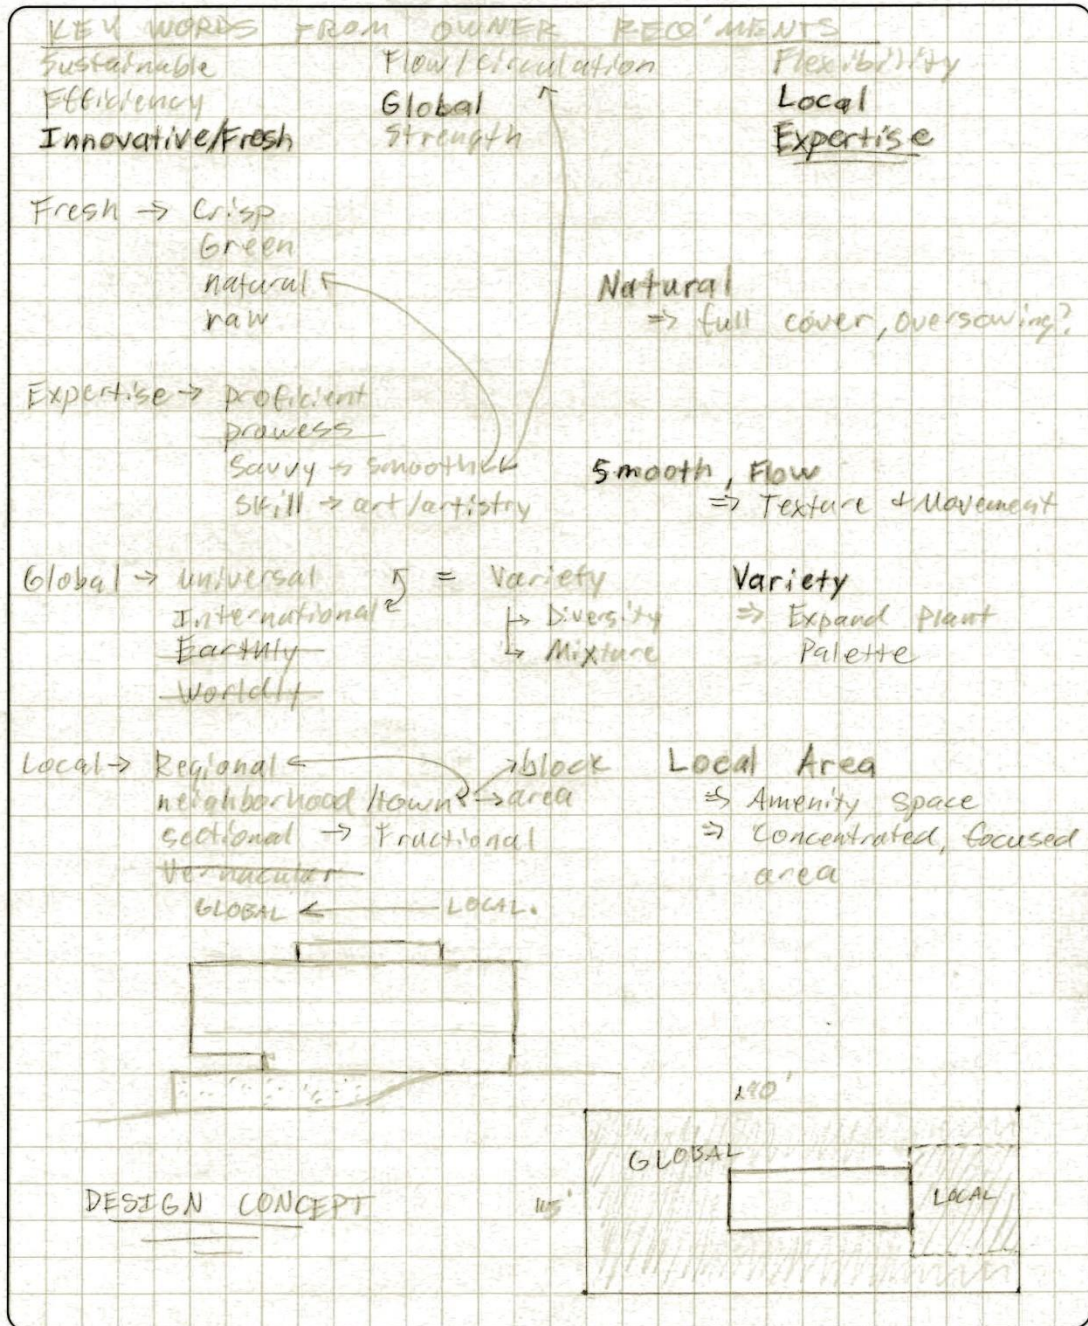 KEY WORDS FROM OWNER REQ'MENTS
Sustainable Flow/circulation Flexibility
Efficiency Global Local
Innovative/Fresh Strength Expertise
Fresh → Crisp
Green
natural
raw
Natural
⇒ full cover, oversowing?
Expertise → proficient
prowess
Savvy → smooth
Skill → art/artistry
Smooth, Flow
⇒ Texture + Movement
Global → universal = Variety
International ↳ Diversity
Earthly ↳ Mixture
Worldly
Variety
⇒ Expand Plant
Palette
Local → Regional block
neighborhood/town → area
sectional → Fractional
Vernacular
Local Area
⇒ Amenity space
⇒ Concentrated, focused
area
GLOBAL ← LOCAL.
DESIGN CONCEPT
GLOBAL
LOCAL